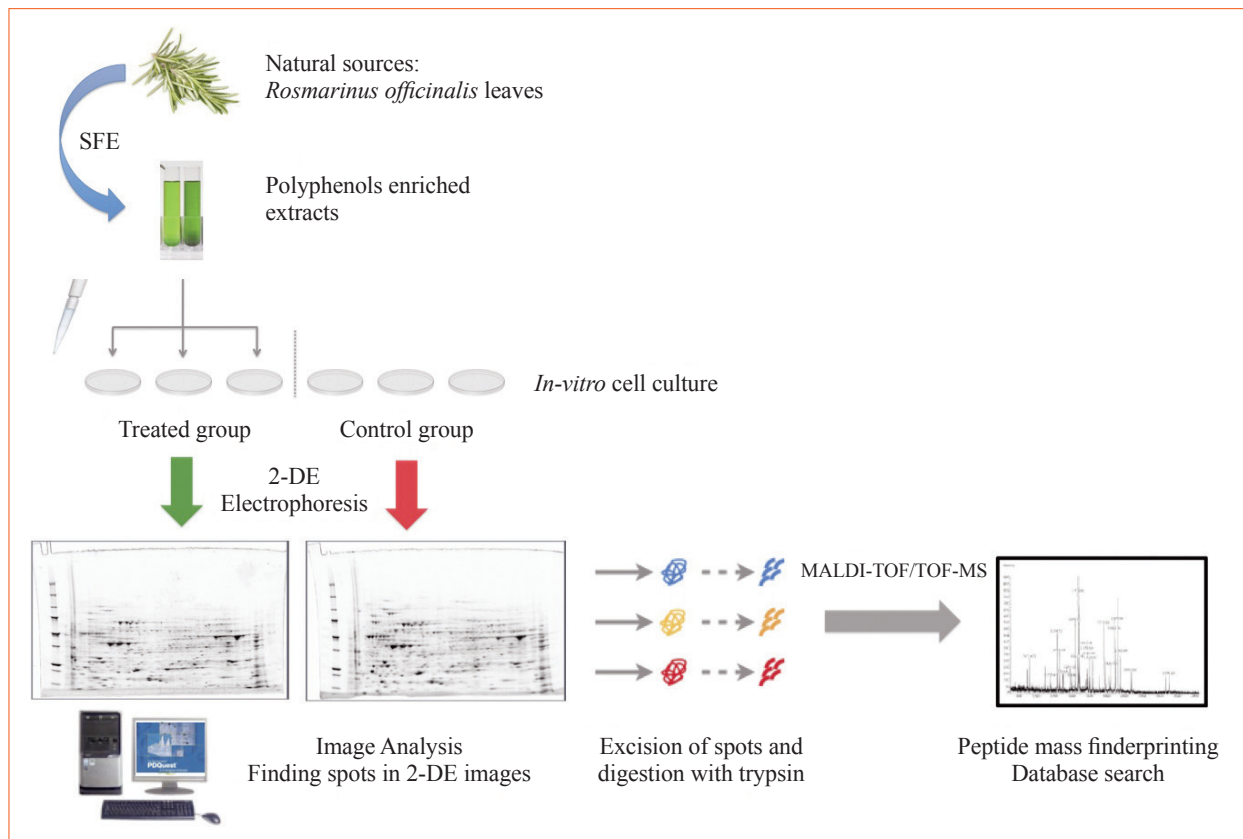 Natural sources:
Rosmarinus officinalis leaves
SFE
Polyphenols enriched
extracts
In-vitro cell culture
Treated group
Control group
2-DE
Electrophoresis
MALDI-TOF/TOF-MS
PDQuest
Image Analysis
Finding spots in 2-DE images
Excision of spots and
digestion with trypsin
Peptide mass finderprinting
Database search